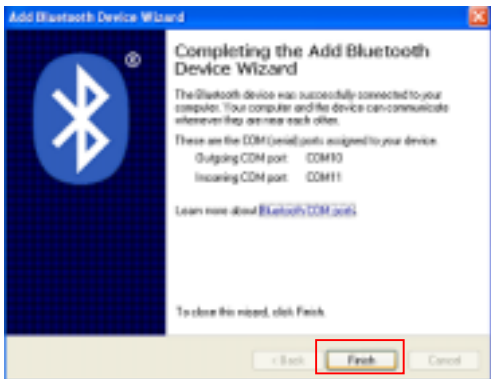 Add Bluetooth Device Wizard
®
Completing the Add Bluetooth
Device Wizard
The Bluetooth device was successfully connected to your
computer. Your computer and the device can communicate
whenever they are near each other.
These are the COM (serial) ports assigned to your device.
Outgoing COM port: COM10
Incoming COM port: COM11
Learn more about Bluetooth COM ports.
To close this wizard, click Finish.
< Back
Finish
Cancel